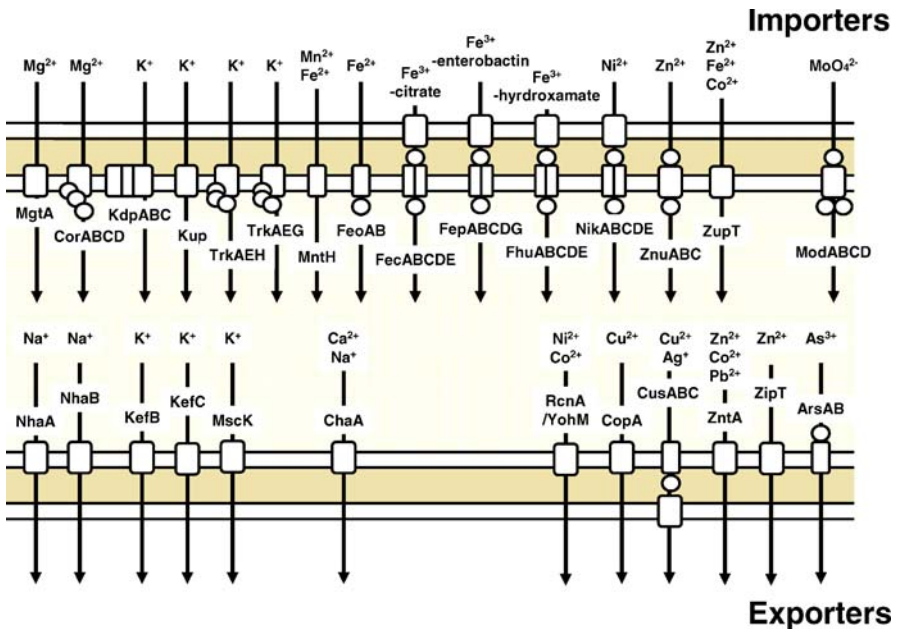 Importers
Mg²⁺ Mg²⁺ K⁺ K⁺ K⁺ K⁺ Mn²⁺ Fe²⁺ Fe²⁺ Fe³⁺ -citrate Fe³⁺ -enterobactin Fe³⁺ -hyrdroxamate Ni²⁺ Zn²⁺ Zn²⁺ Fe²⁺ Co²⁺ MoO₄²⁻
MgtA CorABCD KdpABC Kup TrkAEH TrkAEG MntH FeoAB FecABCDE FepABCDG FhuABCDE NikABCDE ZnuABC ZupT ModABCD
Na⁺ Na⁺ K⁺ K⁺ K⁺ Ca²⁺ Na⁺ Ni²⁺ Co²⁺ Cu²⁺ Cu²⁺ Ag⁺ Zn²⁺ Co²⁺ Pb²⁺ Zn²⁺ As³⁺
NhaA NhaB KefB KefC MscK ChaA RcnA /YohM CopA CusABC ZntA ZipT ArsAB
Exporters